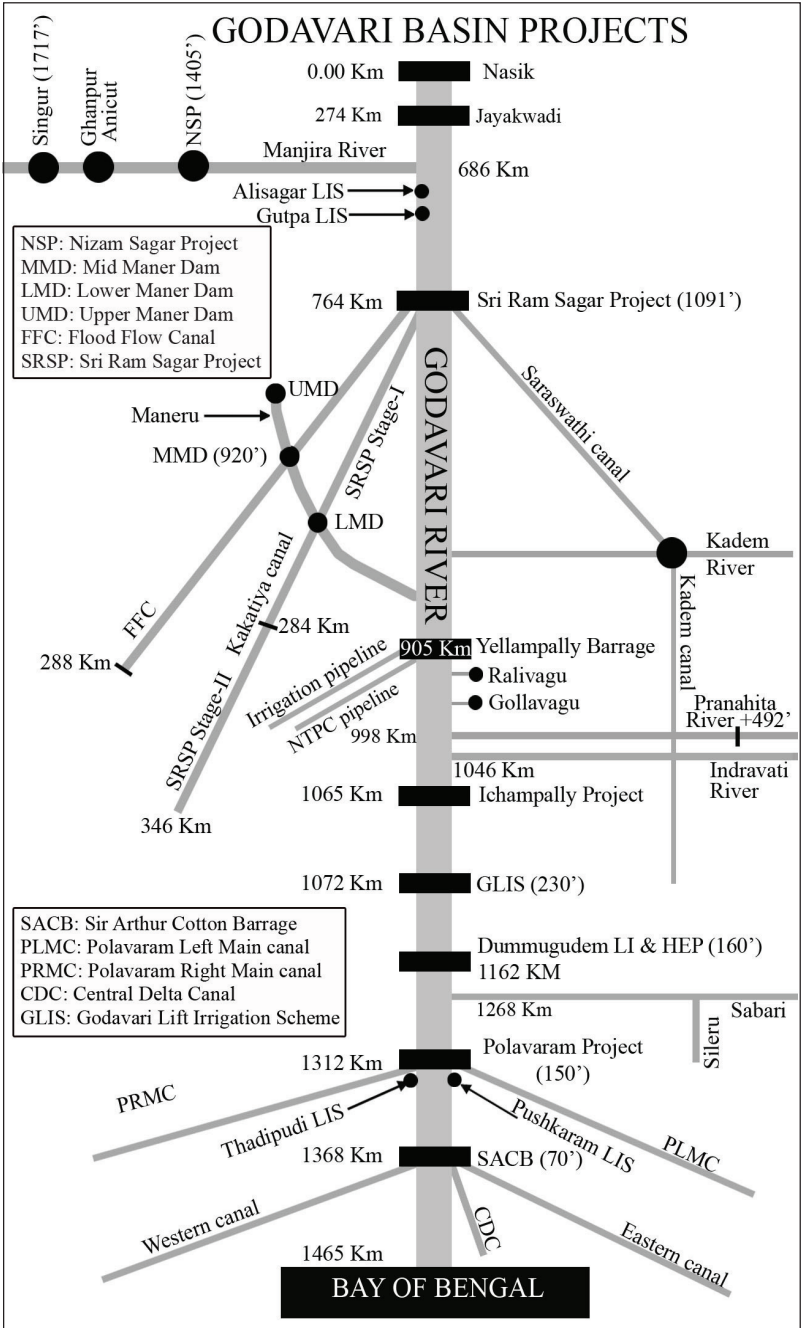 GODAVARI BASIN PROJECTS
0.00 Km
Nasik
274 Km
Jayakwadi
Singur (1717')
Ghanpur
Anicut
NSP (1405')
Manjira River
686 Km
Alisagar LIS
Gutpa LIS
NSP: Nizam Sagar Project
MMD: Mid Maner Dam
LMD: Lower Maner Dam
UMD: Upper Maner Dam
FFC: Flood Flow Canal
SRSP: Sri Ram Sagar Project
764 Km
Sri Ram Sagar Project (1091')
GODAVARI RIVER
UMD
Maneru
MMD (920')
SRSP Stage-I
Saraswathi canal
LMD
Kadem
River
Kadem canal
FFC
Kakatiya canal
284 Km
288 Km
SRSP Stage-II
346 Km
905 Km
Yellampally Barrage
Irrigation pipeline
NTPC pipeline
Ralivagu
Gollavagu
998 Km
Pranahita
River +492'
1046 Km
Indravati
River
1065 Km
Ichampally Project
1072 Km
GLIS (230')
SACB: Sir Arthur Cotton Barrage
PLMC: Polavaram Left Main canal
PRMC: Polavaram Right Main canal
CDC: Central Delta Canal
GLIS: Godavari Lift Irrigation Scheme
Dummugudem LI & HEP (160')
1162 KM
1268 Km
Sabari
Sileru
1312 Km
Polavaram Project
(150')
PRMC
Thadipudi LIS
Pushkaram LIS
PLMC
1368 Km
SACB (70')
Western canal
CDC
Eastern canal
1465 Km
BAY OF BENGAL